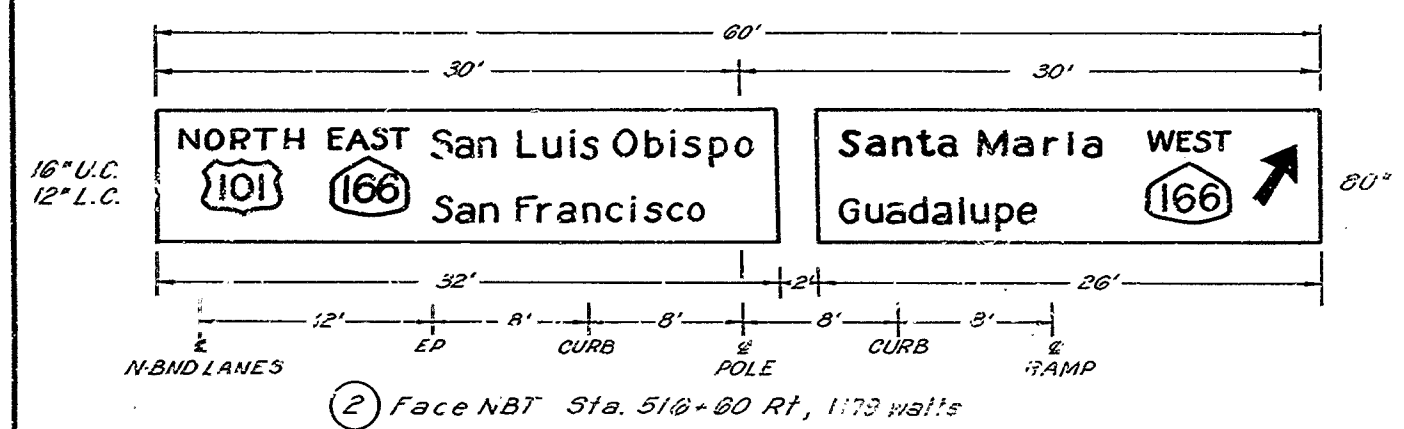 60'
30' 30'
NORTH EAST San Luis Obispo
101 166
San Francisco
Santa Maria WEST
Guadalupe 166
16" U.C.
12" L.C.
80"
32' 2' 26'
12' 8' 8' 8' 8'
℄ EP CURB ℄ CURB ℄
N-BND LANES POLE RAMP
2 Face NBT Sta. 516+60 Rt, 1179 watts